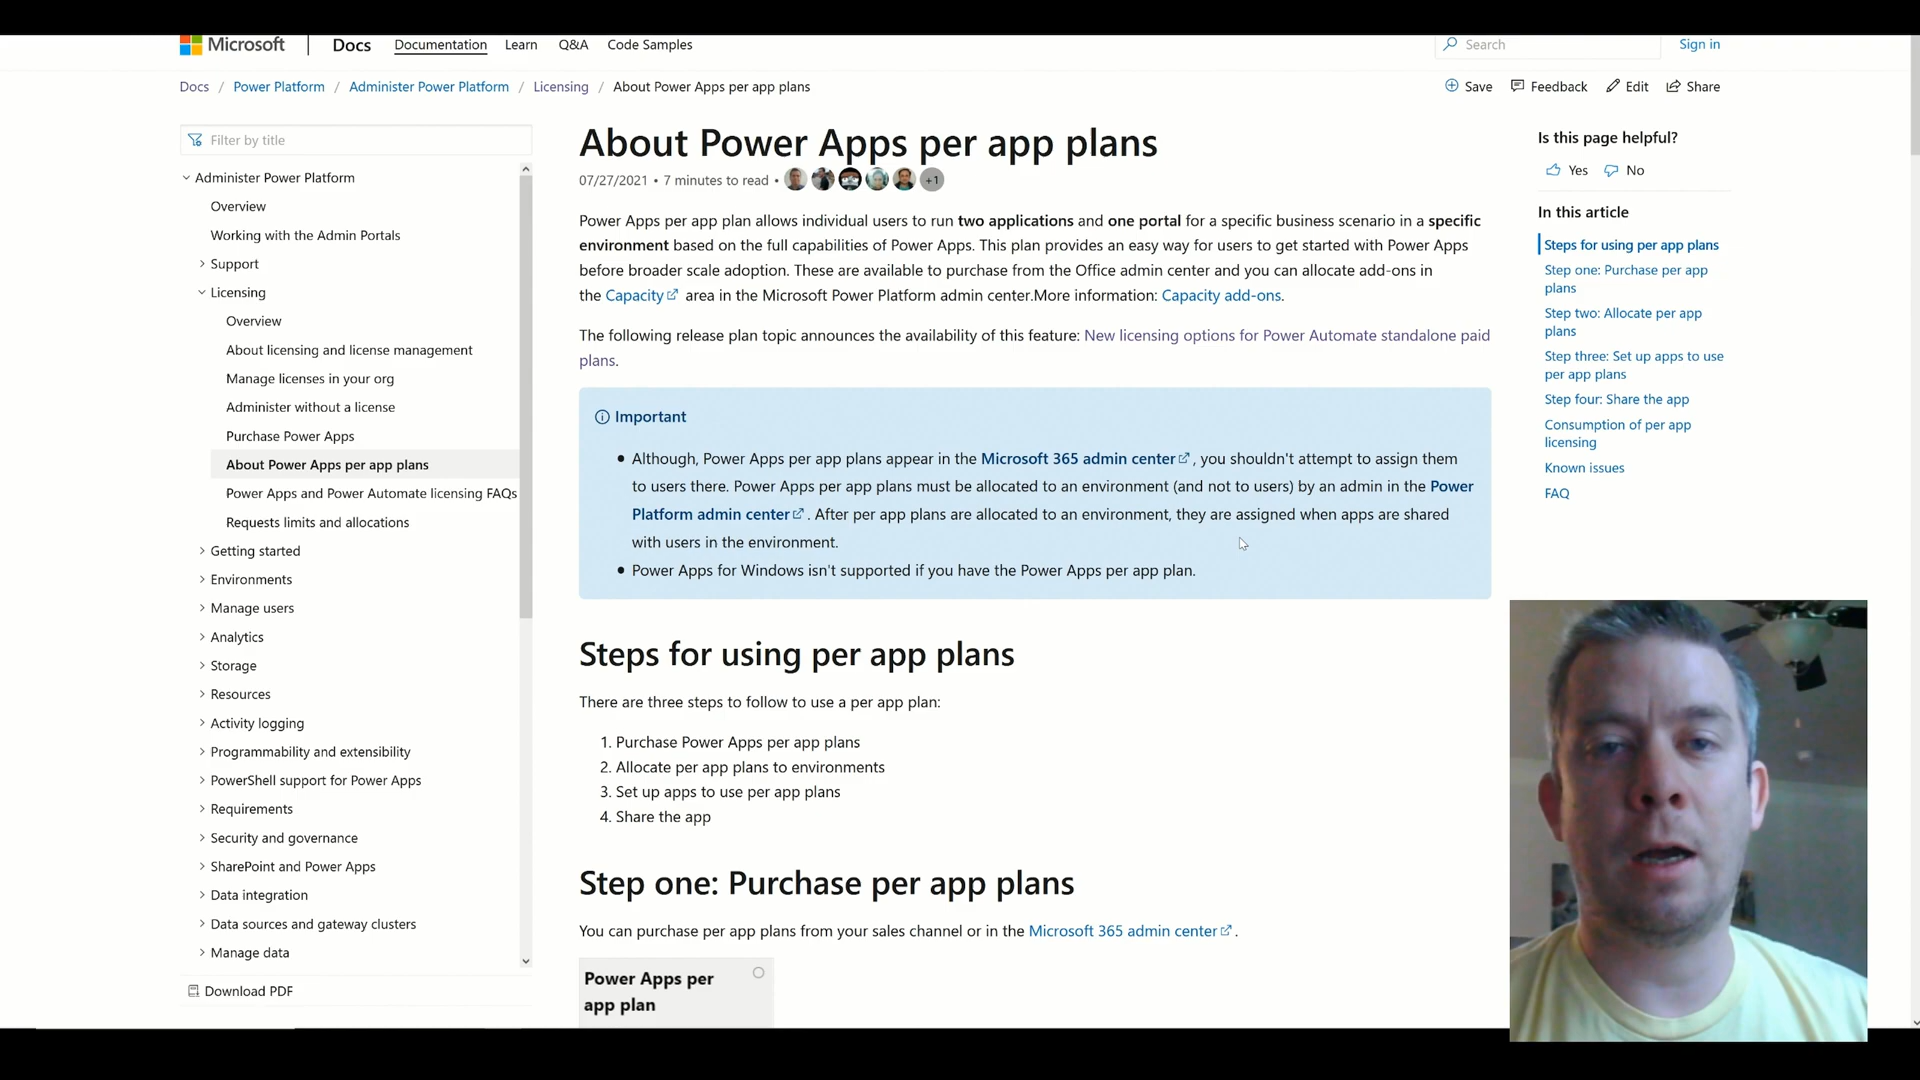 Microsoft
Docs
Documentation
Learn
Q&A
Code Samples
Search
Sign in
Docs / Power Platform / Administer Power Platform / Licensing / About Power Apps per app plans
Save
Feedback
Edit
Share
Filter by title
Administer Power Platform
Overview
Working with the Admin Portals
Support
Licensing
Overview
About licensing and license management
Manage licenses in your org
Administer without a license
Purchase Power Apps
About Power Apps per app plans
Power Apps and Power Automate licensing FAQs
Requests limits and allocations
Getting started
Environments
Manage users
Analytics
Storage
Resources
Activity logging
Programmability and extensibility
PowerShell support for Power Apps
Requirements
Security and governance
SharePoint and Power Apps
Data integration
Data sources and gateway clusters
Manage data
Download PDF
About Power Apps per app plans
07/27/2021 • 7 minutes to read • +1
Power Apps per app plan allows individual users to run two applications and one portal for a specific business scenario in a specific
environment based on the full capabilities of Power Apps. This plan provides an easy way for users to get started with Power Apps
before broader scale adoption. These are available to purchase from the Office admin center and you can allocate add-ons in
the Capacity area in the Microsoft Power Platform admin center.More information: Capacity add-ons.
The following release plan topic announces the availability of this feature: New licensing options for Power Automate standalone paid
plans.
Important
• Although, Power Apps per app plans appear in the Microsoft 365 admin center , you shouldn't attempt to assign them
to users there. Power Apps per app plans must be allocated to an environment (and not to users) by an admin in the Power
Platform admin center . After per app plans are allocated to an environment, they are assigned when apps are shared
with users in the environment.
• Power Apps for Windows isn't supported if you have the Power Apps per app plan.
Steps for using per app plans
There are three steps to follow to use a per app plan:
1. Purchase Power Apps per app plans
2. Allocate per app plans to environments
3. Set up apps to use per app plans
4. Share the app
Step one: Purchase per app plans
You can purchase per app plans from your sales channel or in the Microsoft 365 admin center .
Power Apps per
app plan
Is this page helpful?
Yes
No
In this article
Steps for using per app plans
Step one: Purchase per app
plans
Step two: Allocate per app
plans
Step three: Set up apps to use
per app plans
Step four: Share the app
Consumption of per app
licensing
Known issues
FAQ